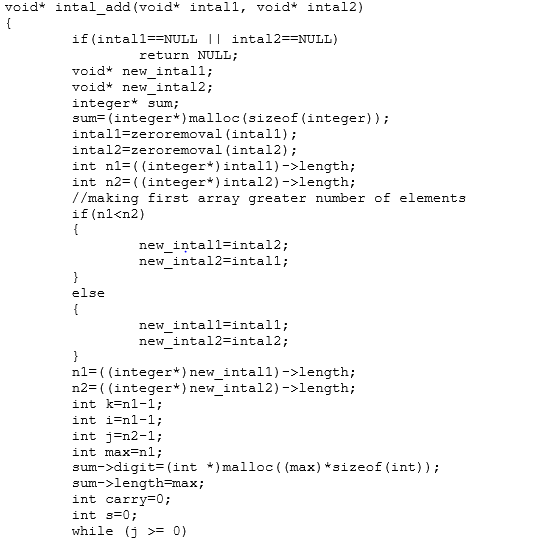 void* intal_add(void* intal1, void* intal2)
{
        if(intal1==NULL || intal2==NULL)
                return NULL;
        void* new_intal1;
        void* new_intal2;
        integer* sum;
        sum=(integer*)malloc(sizeof(integer));
        intal1=zeroremoval(intal1);
        intal2=zeroremoval(intal2);
        int n1=((integer*)intal1)->length;
        int n2=((integer*)intal2)->length;
        //making first array greater number of elements
        if(n1<n2)
        {
                new_intal1=intal2;
                new_intal2=intal1;
        }
        else
        {
                new_intal1=intal1;
                new_intal2=intal2;
        }
        n1=((integer*)new_intal1)->length;
        n2=((integer*)new_intal2)->length;
        int k=n1-1;
        int i=n1-1;
        int j=n2-1;
        int max=n1;
        sum->digit=(int *)malloc((max)*sizeof(int));
        sum->length=max;
        int carry=0;
        int s=0;
        while (j >= 0)